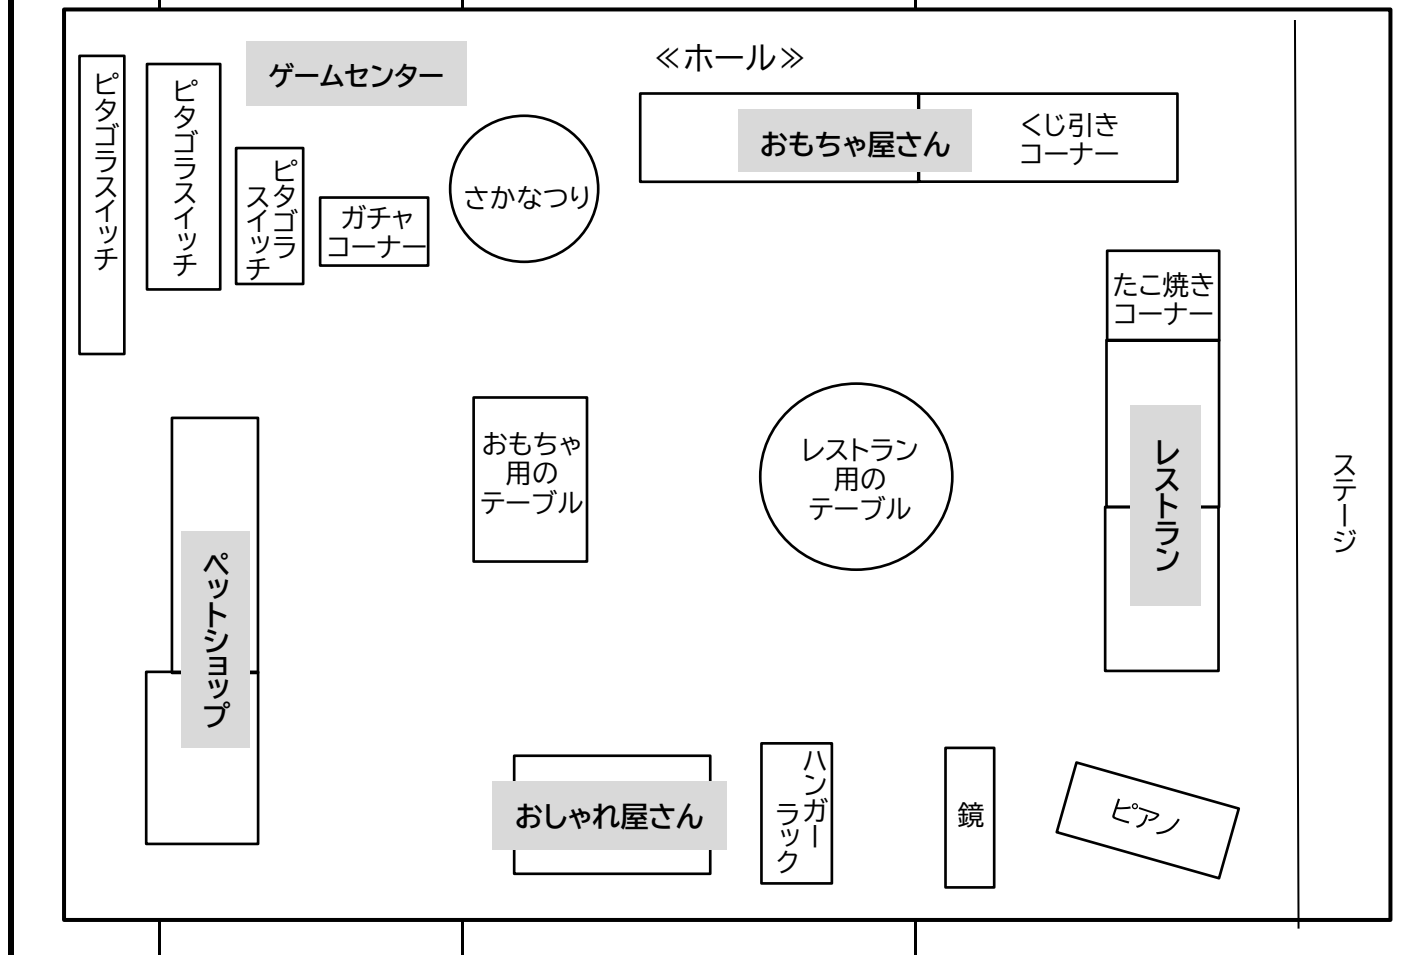 ≪ホール≫
ゲームセンター
ピタゴラスイッチ
ピタゴラスイッチ
ピタゴラ
スイッチ
ガチャ
コーナー
さかなつり
おもちゃ屋さん
くじ引き
コーナー
たこ焼き
コーナー
レストラン
ステージ
おもちゃ
用の
テーブル
レストラン
用の
テーブル
ペットショップ
おしゃれ屋さん
ハンガー
ラック
鏡
ピアノ